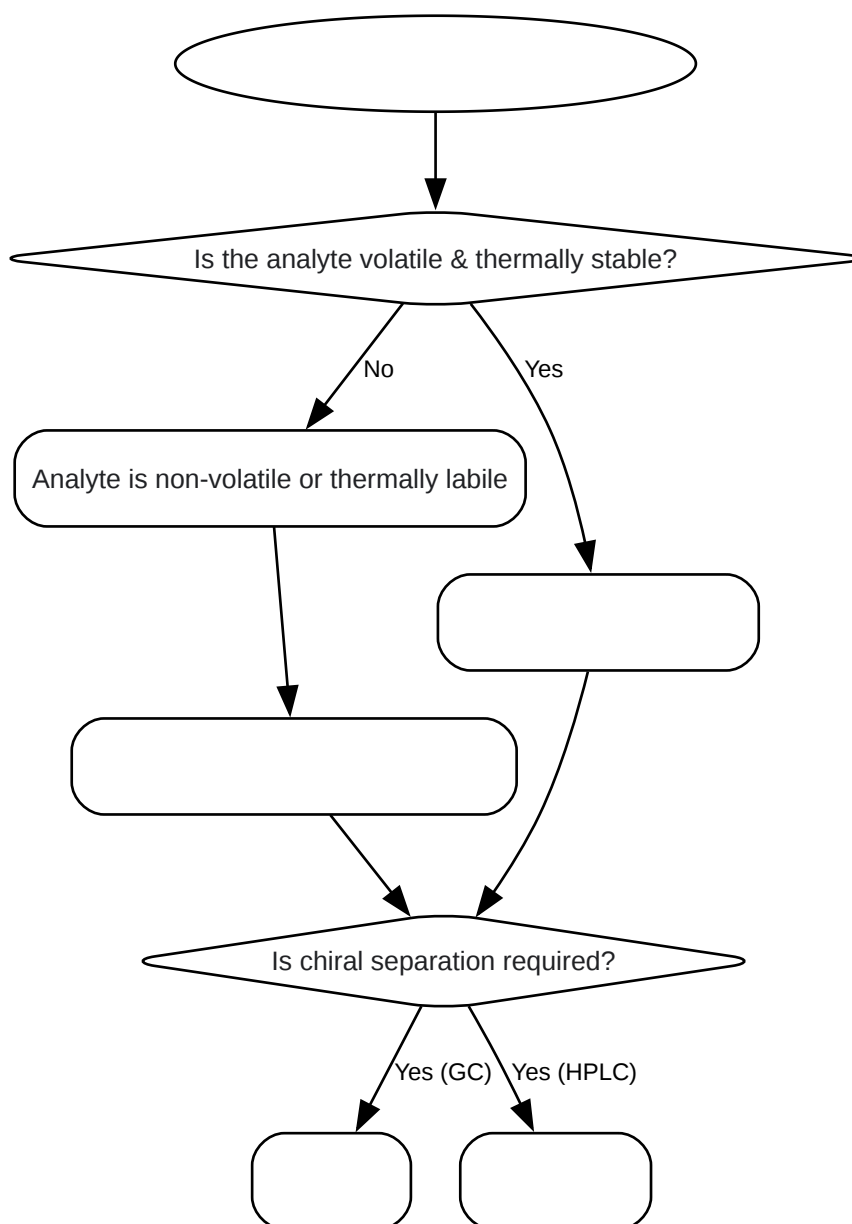 Is the analyte volatile & thermally stable?
No
Yes
Analyte is non-volatile or thermally labile
Is chiral separation required?
Yes (GC)
Yes (HPLC)